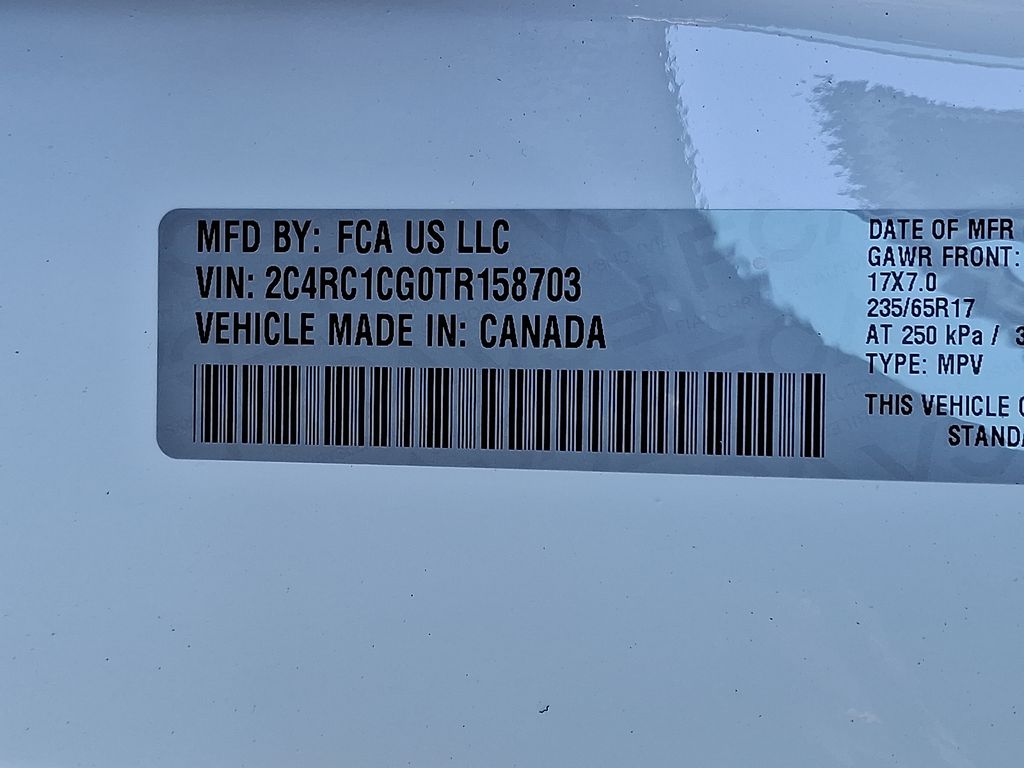 MFD BY: FCA US LLC
VIN: 2C4RC1CG0TR158703
VEHICLE MADE IN: CANADA
DATE OF MFR
GAWR FRONT:
17X7.0
235/65R17
AT 250 kPa / 3
TYPE: MPV
THIS VEHICLE